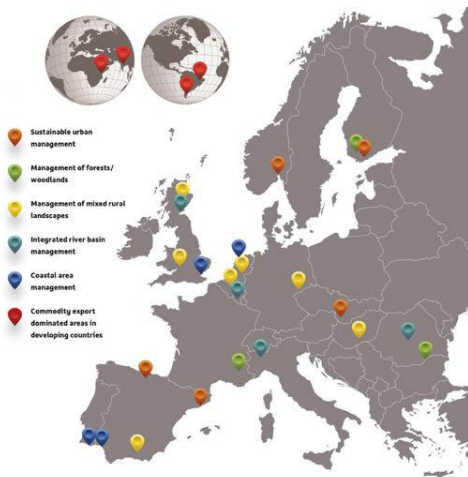 Sustainable urban
management
Management of forests/
woodlands
Management of mixed rural
landscapes
Integrated river basin
management
Coastal area
management
Commodity export
dominated areas in
developing countries